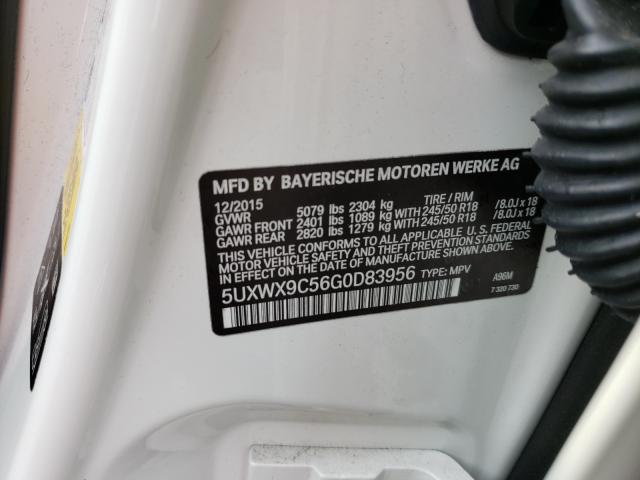 MFD BY BAYERISCHE MOTOREN WERKE AG
12/2015 TIRE / RIM
GVWR 5079 lbs 2304 kg
GAWR FRONT 2401 lbs 1089 kg WITH 245/50 R18 /8.0J x 18
GAWR REAR 2820 lbs 1279 kg WITH 245/50 R18 /8.0J x 18
THIS VEHICLE CONFORMS TO ALL APPLICABLE U.S. FEDERAL
MOTOR VEHICLE SAFETY AND THEFT PREVENTION STANDARDS
IN EFFECT ON THE DATE OF MANUFACTURE SHOWN ABOVE.
5UXWX9C56G0D83956 TYPE: MPV
A96M
7 320 730